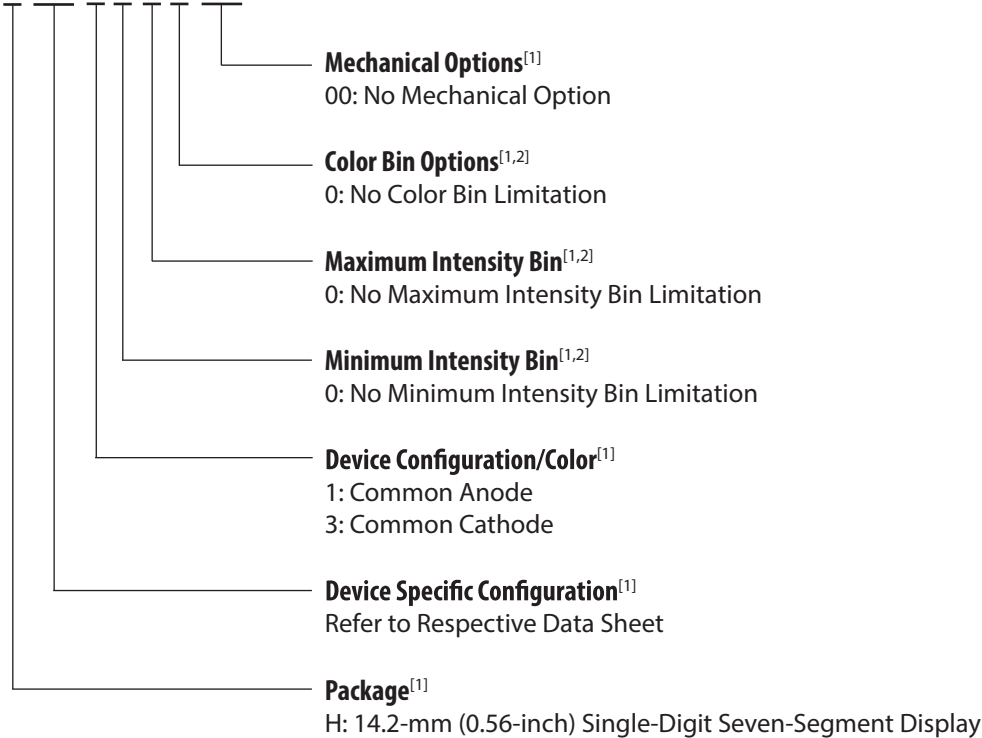 Mechanical Options[1]
00: No Mechanical Option
Color Bin Options[1,2]
0: No Color Bin Limitation
Maximum Intensity Bin[1,2]
0: No Maximum Intensity Bin Limitation
Minimum Intensity Bin[1,2]
0: No Minimum Intensity Bin Limitation
Device Configuration/Color[1]
1: Common Anode
3: Common Cathode
Device Specific Configuration[1]
Refer to Respective Data Sheet
Package[1]
H: 14.2-mm (0.56-inch) Single-Digit Seven-Segment Display